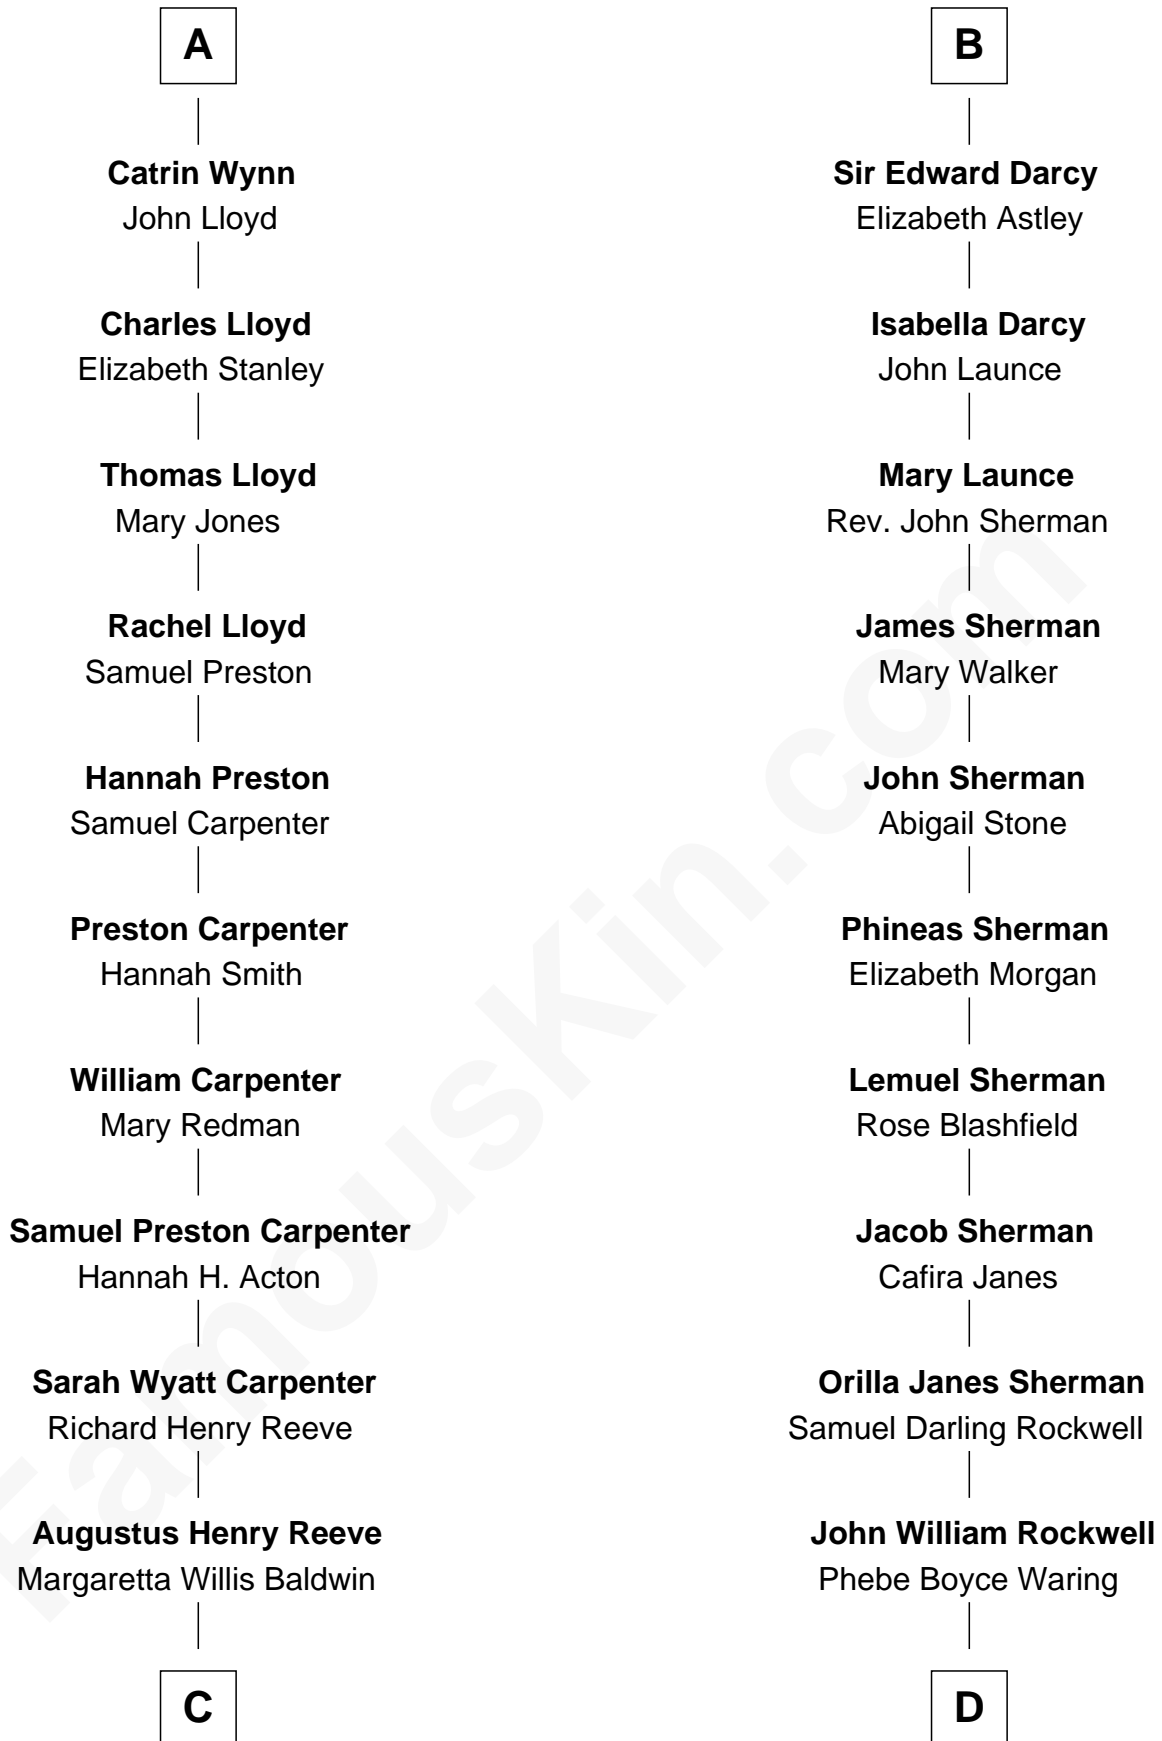 A
Catrin Wynn
John Lloyd
Charles Lloyd
Elizabeth Stanley
Thomas Lloyd
Mary Jones
Rachel Lloyd
Samuel Preston
Hannah Preston
Samuel Carpenter
Preston Carpenter
Hannah Smith
William Carpenter
Mary Redman
Samuel Preston Carpenter
Hannah H. Acton
Sarah Wyatt Carpenter
Richard Henry Reeve
Augustus Henry Reeve
Margaretta Willis Baldwin
C
B
Sir Edward Darcy
Elizabeth Astley
Isabella Darcy
John Launce
Mary Launce
Rev. John Sherman
James Sherman
Mary Walker
John Sherman
Abigail Stone
Phineas Sherman
Elizabeth Morgan
Lemuel Sherman
Rose Blashfield
Jacob Sherman
Cafira Janes
Orilla Janes Sherman
Samuel Darling Rockwell
John William Rockwell
Phebe Boyce Waring
D
FamousKin.com